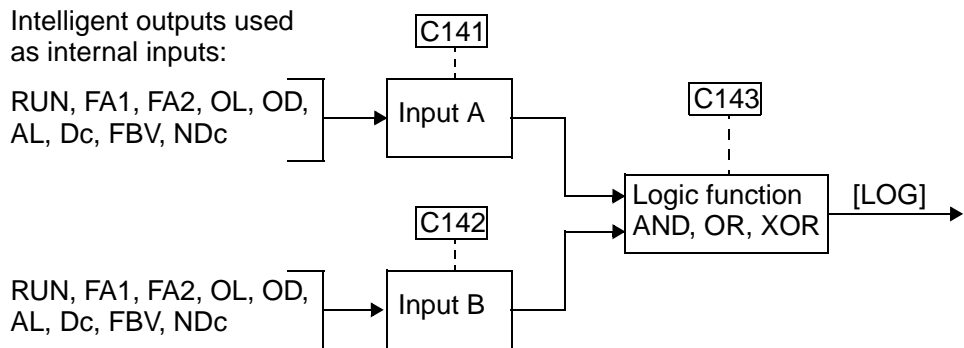 Intelligent outputs used
as internal inputs:
C141
RUN, FA1, FA2, OL, OD,
AL, Dc, FBV, NDc
Input A
C143
Logic function
AND, OR, XOR
[LOG]
C142
RUN, FA1, FA2, OL, OD,
AL, Dc, FBV, NDc
Input B